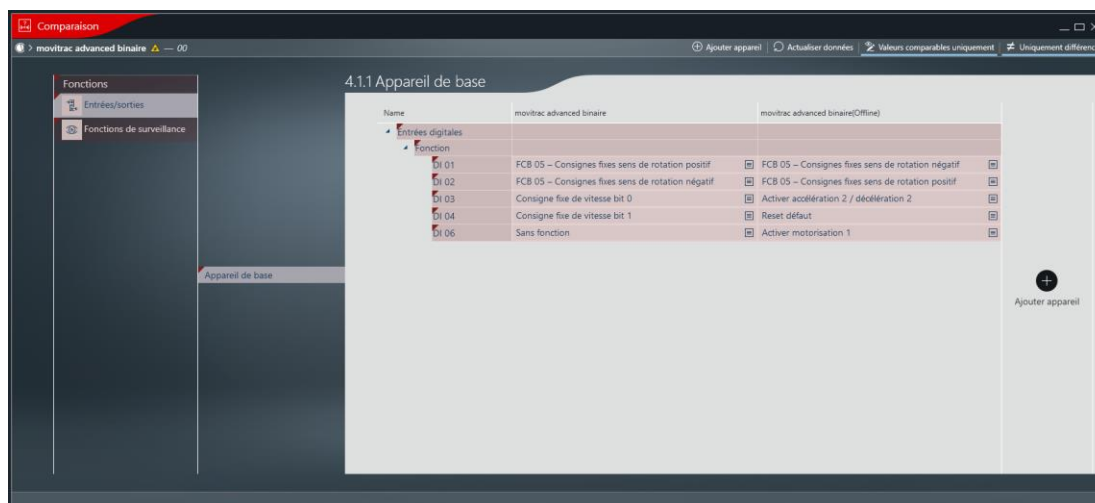 Comparaison
movitrac advanced binaire — 00
Ajouter appareil Actualiser données Valeurs comparables uniquement Uniquement différenc
Fonctions
Entrées/sorties
Fonctions de surveillance
Appareil de base
4.1.1 Appareil de base
Name movitrac advanced binaire movitrac advanced binaire(Offline)
Entrées digitales
Fonction
DI 01 FCB 05 – Consignes fixes sens de rotation positif FCB 05 – Consignes fixes sens de rotation négatif
DI 02 FCB 05 – Consignes fixes sens de rotation négatif FCB 05 – Consignes fixes sens de rotation positif
DI 03 Consigne fixe de vitesse bit 0 Activer accélération 2 / décélération 2
DI 04 Consigne fixe de vitesse bit 1 Reset défaut
DI 06 Sans fonction Activer motorisation 1
Ajouter appareil